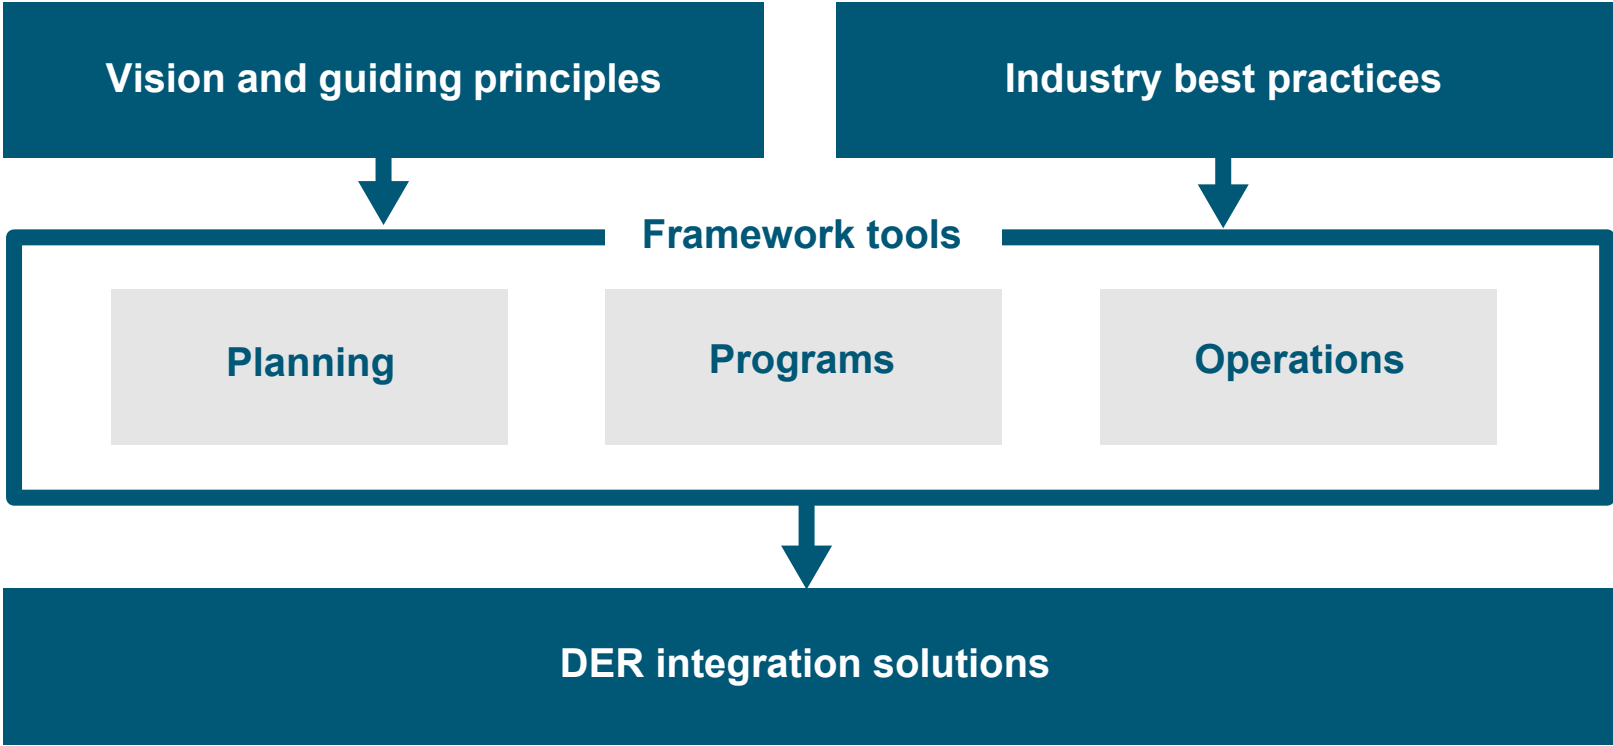 Vision and guiding principles
Industry best practices
Framework tools
Planning
Programs
Operations
DER integration solutions